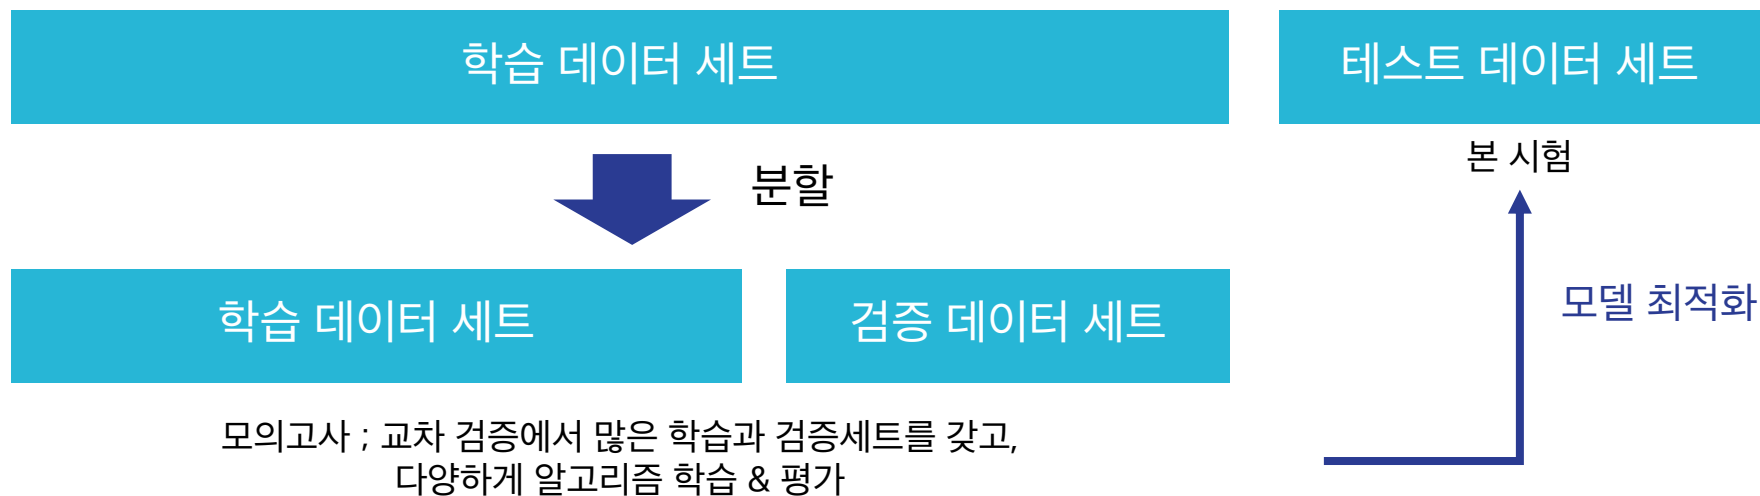 학습 데이터 세트
테스트 데이터 세트
본 시험
분할
학습 데이터 세트
검증 데이터 세트
모델 최적화
모의고사 ; 교차 검증에서 많은 학습과 검증세트를 갖고,
다양하게 알고리즘 학습 & 평가